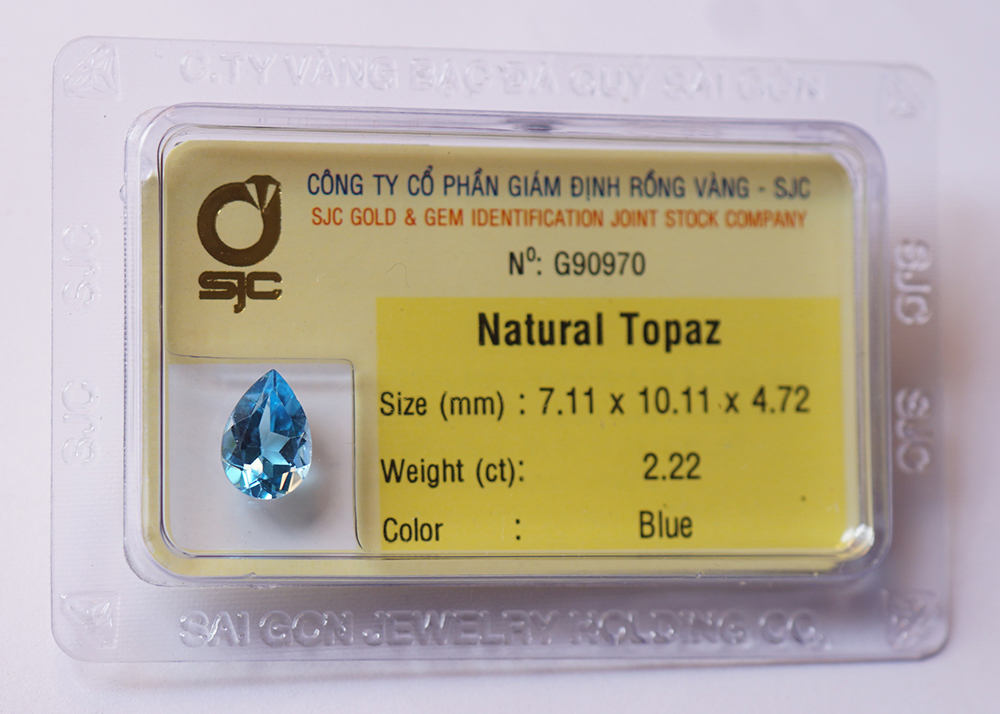 C.TY VÀNG BẠC ĐÁ QUÝ SÀI GÒN
CÔNG TY CỔ PHẦN GIÁM ĐỊNH RỒNG VÀNG - SJC
SJC GOLD & GEM IDENTIFICATION JOINT STOCK COMPANY
Nº: G90970
SJC
Natural Topaz
Size (mm) : 7.11 x 10.11 x 4.72
Weight (ct): 2.22
Color : Blue
SJC
SJC
SJC
SJC
SAI GON JEWELRY HOLDING CO.